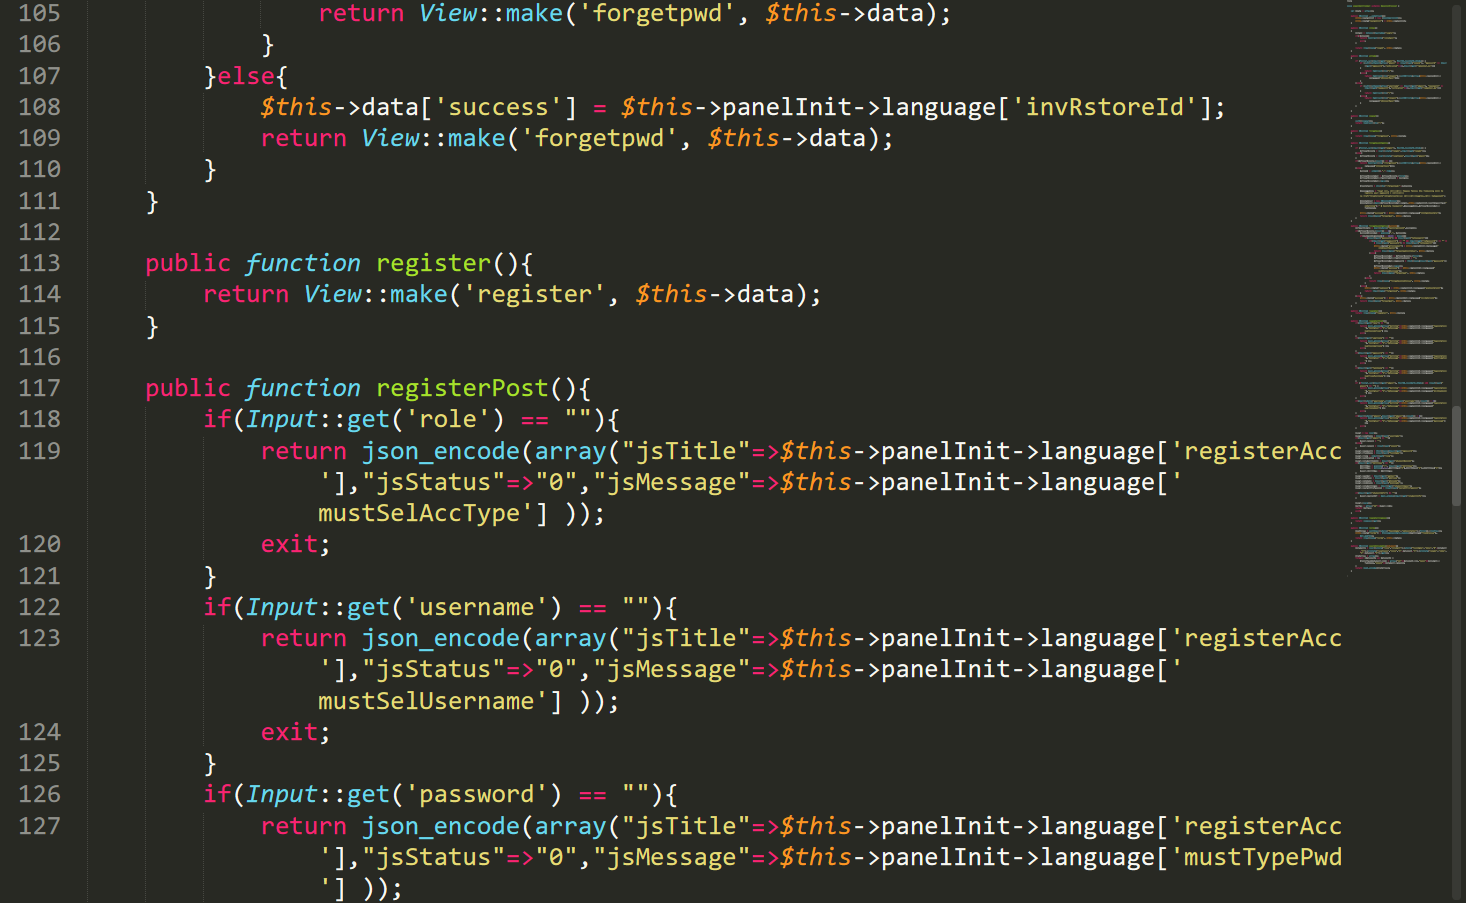 105 return View::make('forgetpwd', $this->data);
106 }
107 }else{
108 $this->data['success'] = $this->panelInit->language['invRstoreId'];
109 return View::make('forgetpwd', $this->data);
110 }
111 }
112
113 public function register(){
114 return View::make('register', $this->data);
115 }
116
117 public function registerPost(){
118 if(Input::get('role') == ""){
119 return json_encode(array("jsTitle"=>$this->panelInit->language['registerAcc
'],"jsStatus"=>"0","jsMessage"=>$this->panelInit->language['
mustSelAccType'] ));
120 exit;
121 }
122 if(Input::get('username') == ""){
123 return json_encode(array("jsTitle"=>$this->panelInit->language['registerAcc
'],"jsStatus"=>"0","jsMessage"=>$this->panelInit->language['
mustSelUsername'] ));
124 exit;
125 }
126 if(Input::get('password') == ""){
127 return json_encode(array("jsTitle"=>$this->panelInit->language['registerAcc
'],"jsStatus"=>"0","jsMessage"=>$this->panelInit->language['mustTypePwd
'] ));